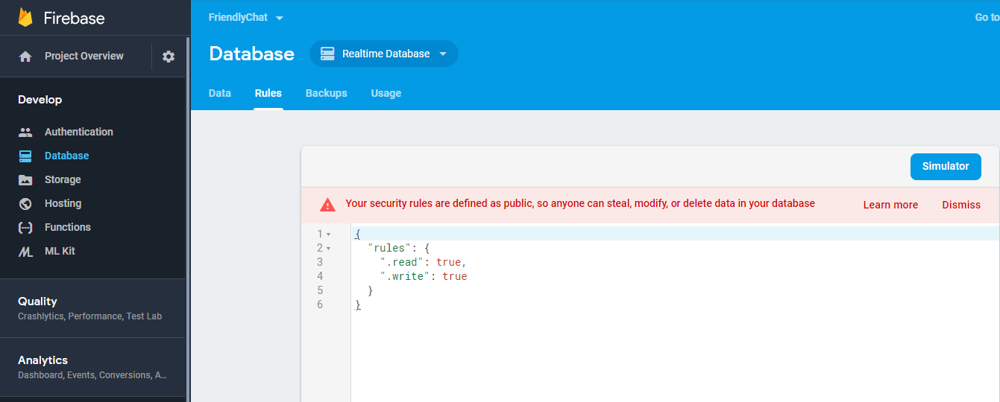 Firebase
Project Overview
Develop
Authentication
Database
Storage
Hosting
Functions
ML Kit
Quality
Crashlytics, Performance, Test Lab
Analytics
Dashboard, Events, Conversions, A...
FriendlyChat
Go to
Database
Realtime Database
Data Rules Backups Usage
Simulator
Your security rules are defined as public, so anyone can steal, modify, or delete data in your database Learn more Dismiss
1 {
2 "rules": {
3 ".read": true,
4 ".write": true
5 }
6 }